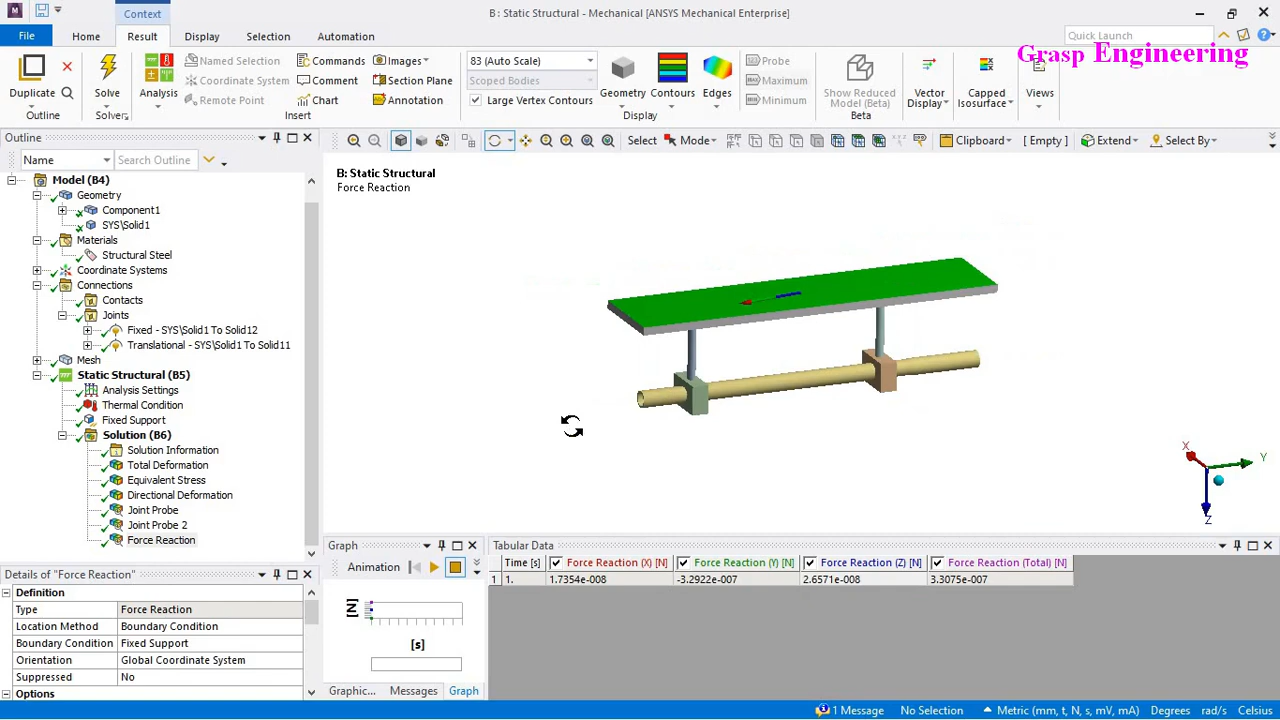 Context
B : Static Structural - Mechanical [ANSYS Mechanical Enterprise]
File
Home
Result
Display
Selection
Automation
Quick Launch
Grasp Engineering
Duplicate
Outline
Solve
Solvers
Analysis
Named Selection
Coordinate System
Remote Point
Commands
Comment
Chart
Images
Section Plane
Annotation
Insert
83 (Auto Scale)
Scoped Bodies
Large Vertex Contours
Geometry
Contours
Edges
Probe
Maximum
Minimum
Display
Show Reduced
Model (Beta)
Beta
Vector
Display
Capped
Isosurface
Views
Outline
Name
Search Outline
Select
Mode
Clipboard
[ Empty ]
Extend
Select By
Model (B4)
Geometry
Component1
SYS\Solid1
Materials
Structural Steel
Coordinate Systems
Connections
Contacts
Joints
Fixed - SYS\Solid1 To Solid12
Translational - SYS\Solid1 To Solid11
Mesh
Static Structural (B5)
Analysis Settings
Thermal Condition
Fixed Support
Solution (B6)
Solution Information
Total Deformation
Equivalent Stress
Directional Deformation
Joint Probe
Joint Probe 2
Force Reaction
B: Static Structural
Force Reaction
X
Y
Z
Details of "Force Reaction"
Definition
Type Force Reaction
Location Method Boundary Condition
Boundary Condition Fixed Support
Orientation Global Coordinate System
Suppressed No
Options
Graph
Animation
[N]
[s]
Graphic...
Messages
Graph
Tabular Data
Time [s] Force Reaction (X) [N] Force Reaction (Y) [N] Force Reaction (Z) [N] Force Reaction (Total) [N]
1 1. 1.7354e-008 -3.2922e-007 2.6571e-008 3.3075e-007
1 Message
No Selection
Metric (mm, t, N, s, mV, mA)
Degrees
rad/s
Celsius